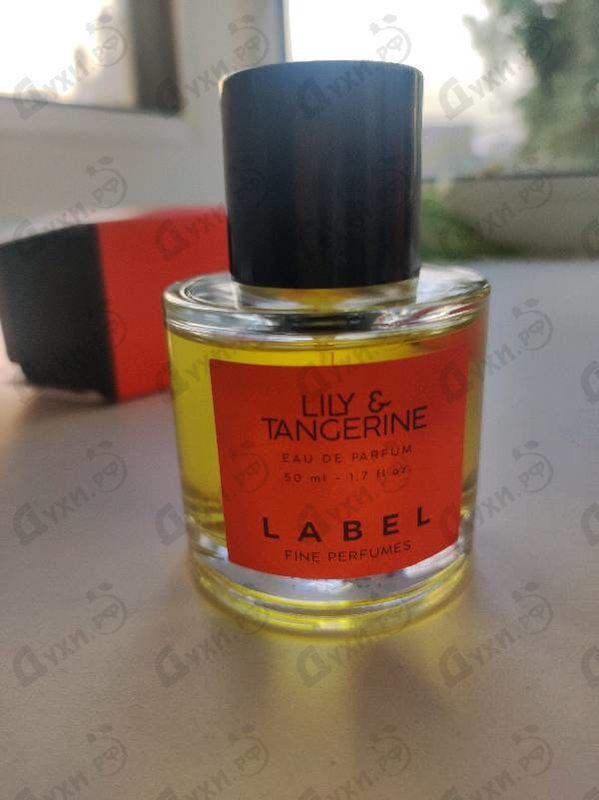 LILY &
TANGERINE
EAU DE PARFUM
50 ml - 1.7 fl oz.
LABEL
FINE PERFUMES
Духи.РФ